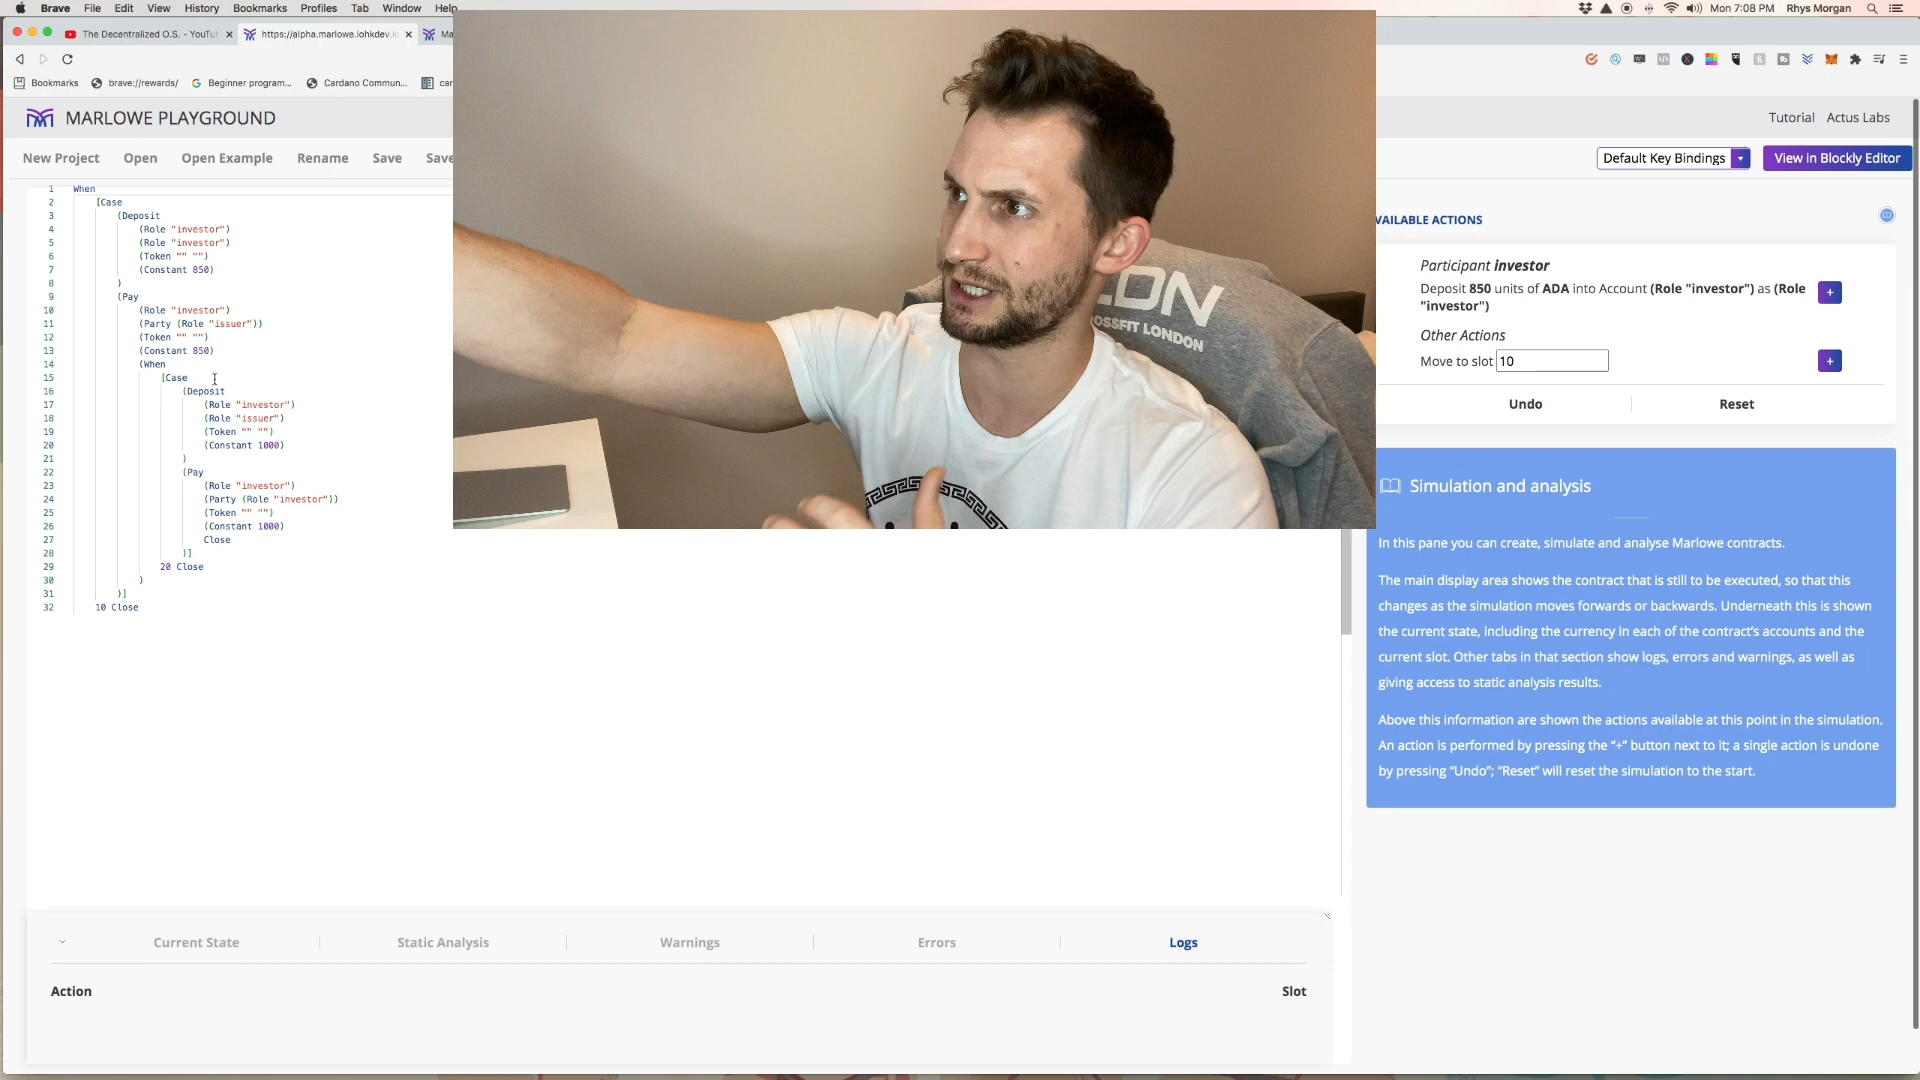 Brave File Edit View History Bookmarks Profiles Tab Window Help
Mon 7:08 PM Rhys Morgan
The Decentralized O.S. - YouTu
https://alpha.marlowe.iohkdev.i
Ma
Bookmarks
brave://rewards/
Beginner program...
Cardano Commun...
car
MARLOWE PLAYGROUND
Tutorial Actus Labs
New Project Open Open Example Rename Save Save
Default Key Bindings
View in Blockly Editor
1 When
2 [Case
3 (Deposit
4 (Role "investor")
5 (Role "investor")
6 (Token "" "")
7 (Constant 850)
8 )
9 (Pay
10 (Role "investor")
11 (Party (Role "issuer"))
12 (Token "" "")
13 (Constant 850)
14 (When
15 [Case
16 (Deposit
17 (Role "investor")
18 (Role "issuer")
19 (Token "" "")
20 (Constant 1000)
21 )
22 (Pay
23 (Role "investor")
24 (Party (Role "investor"))
25 (Token "" "")
26 (Constant 1000)
27 Close
28 )]
29 20 Close
30 )
31 )]
32 10 Close
CROSSFIT LONDON
VAILABLE ACTIONS
Participant investor
Deposit 850 units of ADA into Account (Role "investor") as (Role
"investor")
+
Other Actions
Move to slot 10
+
Undo Reset
Simulation and analysis
In this pane you can create, simulate and analyse Marlowe contracts.
The main display area shows the contract that is still to be executed, so that this
changes as the simulation moves forwards or backwards. Underneath this is shown
the current state, including the currency in each of the contract's accounts and the
current slot. Other tabs in that section show logs, errors and warnings, as well as
giving access to static analysis results.
Above this information are shown the actions available at this point in the simulation.
An action is performed by pressing the "+" button next to it; a single action is undone
by pressing "Undo"; "Reset" will reset the simulation to the start.
Current State Static Analysis Warnings Errors Logs
Action Slot